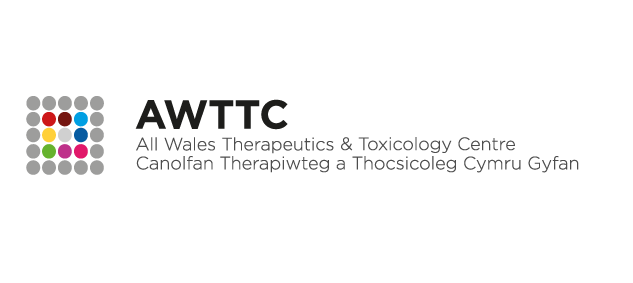 AWTTC
All Wales Therapeutics & Toxicology Centre
Canolfan Therapiwteg a Thocsicoleg Cymru Gyfan